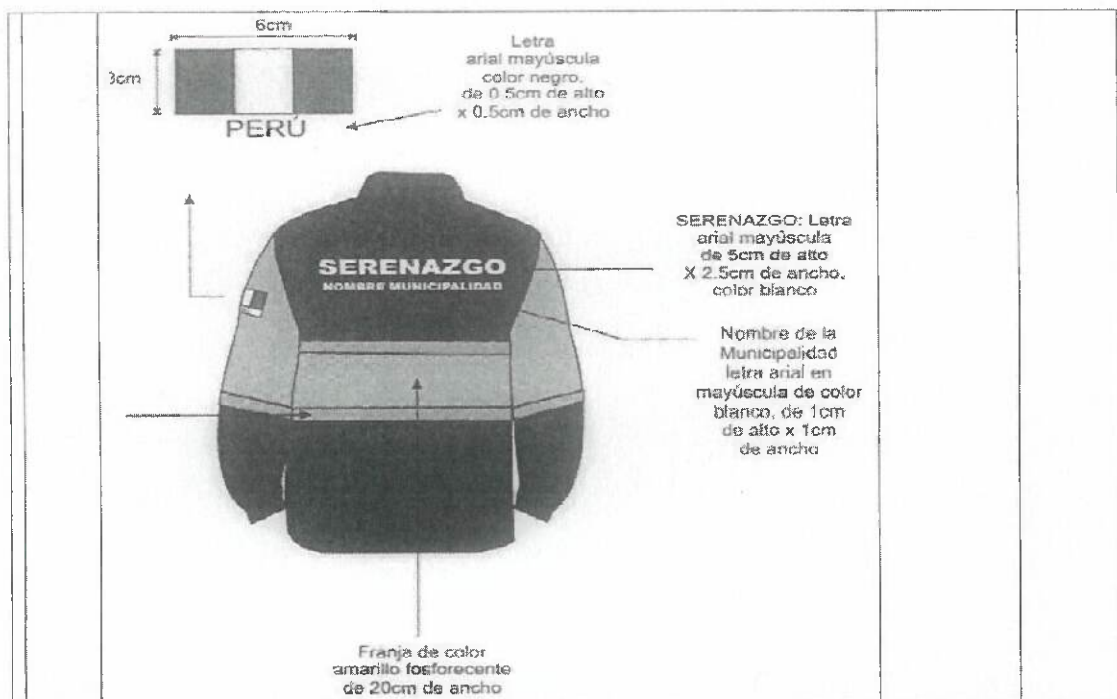 6cm
3cm
PERÚ
Letra
arial mayúscula
color negro,
de 0.5cm de alto
x 0.5cm de ancho
SERENAZGO
NOMBRE MUNICIPALIDAD
SERENAZGO: Letra
arial mayúscula
de 5cm de alto
X 2.5cm de ancho,
color blanco
Nombre de la
Municipalidad
letra arial en
mayúscula de color
blanco, de 1cm
de alto x 1cm
de ancho
Franja de color
amarillo fosforecente
de 20cm de ancho